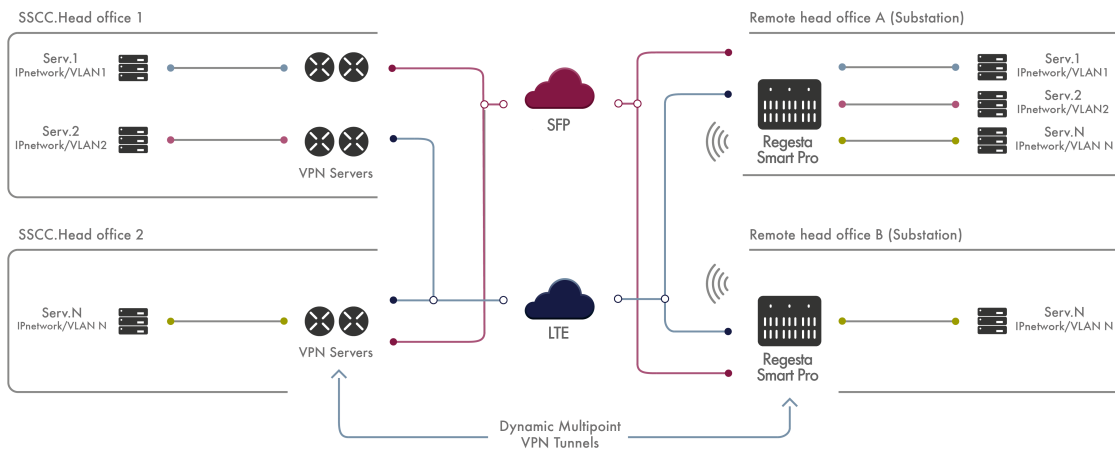 SSCC.Head office 1
Serv.1
IPnetwork/VLAN1
Serv.2
IPnetwork/VLAN2
VPN Servers
SSCC.Head office 2
Serv.N
IPnetwork/VLAN N
VPN Servers
SFP
LTE
Dynamic Multipoint
VPN Tunnels
Remote head office A (Substation)
Regesta
Smart Pro
Serv.1
IPnetwork/VLAN1
Serv.2
IPnetwork/VLAN2
Serv.N
IPnetwork/VLAN N
Remote head office B (Substation)
Regesta
Smart Pro
Serv.N
IPnetwork/VLAN N